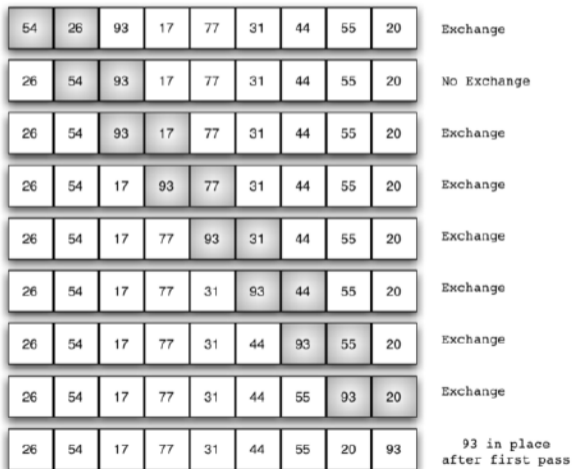 54 26 93 17 77 31 44 55 20 Exchange
26 54 93 17 77 31 44 55 20 No Exchange
26 54 93 17 77 31 44 55 20 Exchange
26 54 17 93 77 31 44 55 20 Exchange
26 54 17 77 93 31 44 55 20 Exchange
26 54 17 77 31 93 44 55 20 Exchange
26 54 17 77 31 44 93 55 20 Exchange
26 54 17 77 31 44 55 93 20 Exchange
26 54 17 77 31 44 55 20 93 93 in place
after first pass